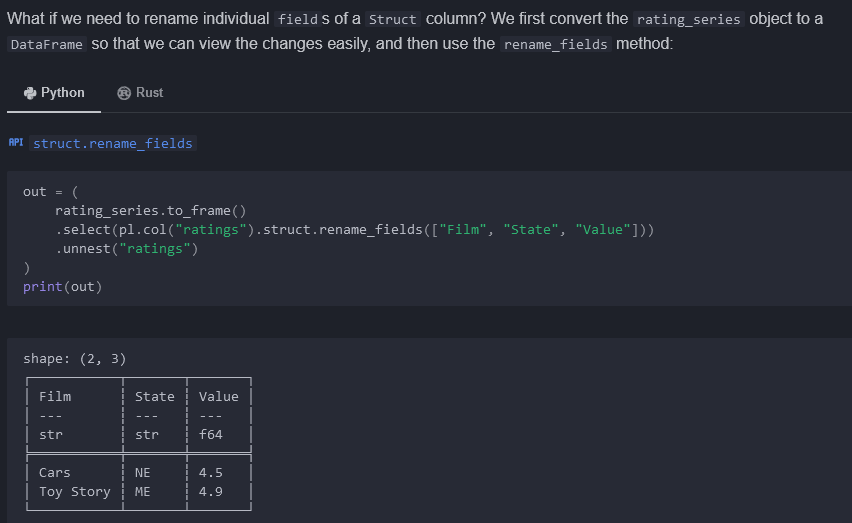 What if we need to rename individual field s of a Struct column? We first convert the rating_series object to a
DataFrame so that we can view the changes easily, and then use the rename_fields method:
Python Rust
API struct.rename_fields
out = (
    rating_series.to_frame()
    .select(pl.col("ratings").struct.rename_fields(["Film", "State", "Value"]))
    .unnest("ratings")
)
print(out)
shape: (2, 3)
┌───────────┬───────┬───────┐
│ Film      ┆ State ┆ Value │
│ ---       ┆ ---   ┆ ---   │
│ str       ┆ str   ┆ f64   │
╞═══════════╪═══════╪═══════╡
│ Cars      ┆ NE    ┆ 4.5   │
│ Toy Story ┆ ME    ┆ 4.9   │
└───────────┴───────┴───────┘